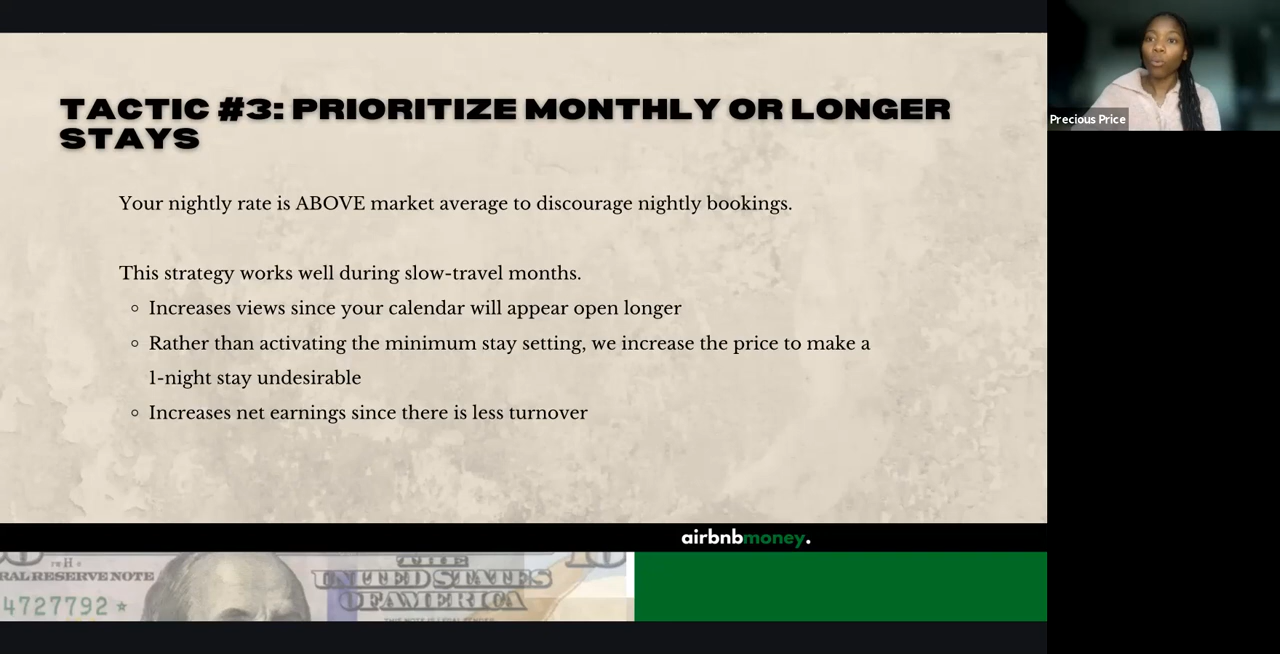 TACTIC #3: PRIORITIZE MONTHLY OR LONGER
STAYS
Your nightly rate is ABOVE market average to discourage nightly bookings.
This strategy works well during slow-travel months.
Increases views since your calendar will appear open longer
Rather than activating the minimum stay setting, we increase the price to make a
1-night stay undesirable
Increases net earnings since there is less turnover
Precious Price
airbnbmoney.
RAL RESERVE NOTE
4727792
THE
UNITED STATES
OF AMERICA